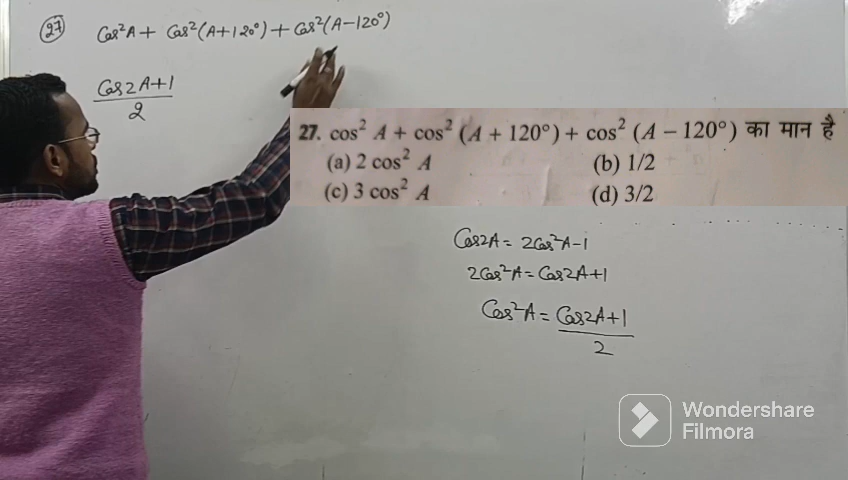 27 Cos²A + Cos²(A+120°) + Cos²(A-120°)
Cos2A+1
2
27. cos² A + cos² (A + 120°) + cos² (A − 120°) का मान है
(a) 2 cos² A (b) 1/2
(c) 3 cos² A (d) 3/2
Cos2A = 2Cos²A-1
2Cos²A = Cos2A+1
Cos²A = Cos2A+1
2
Wondershare
Filmora